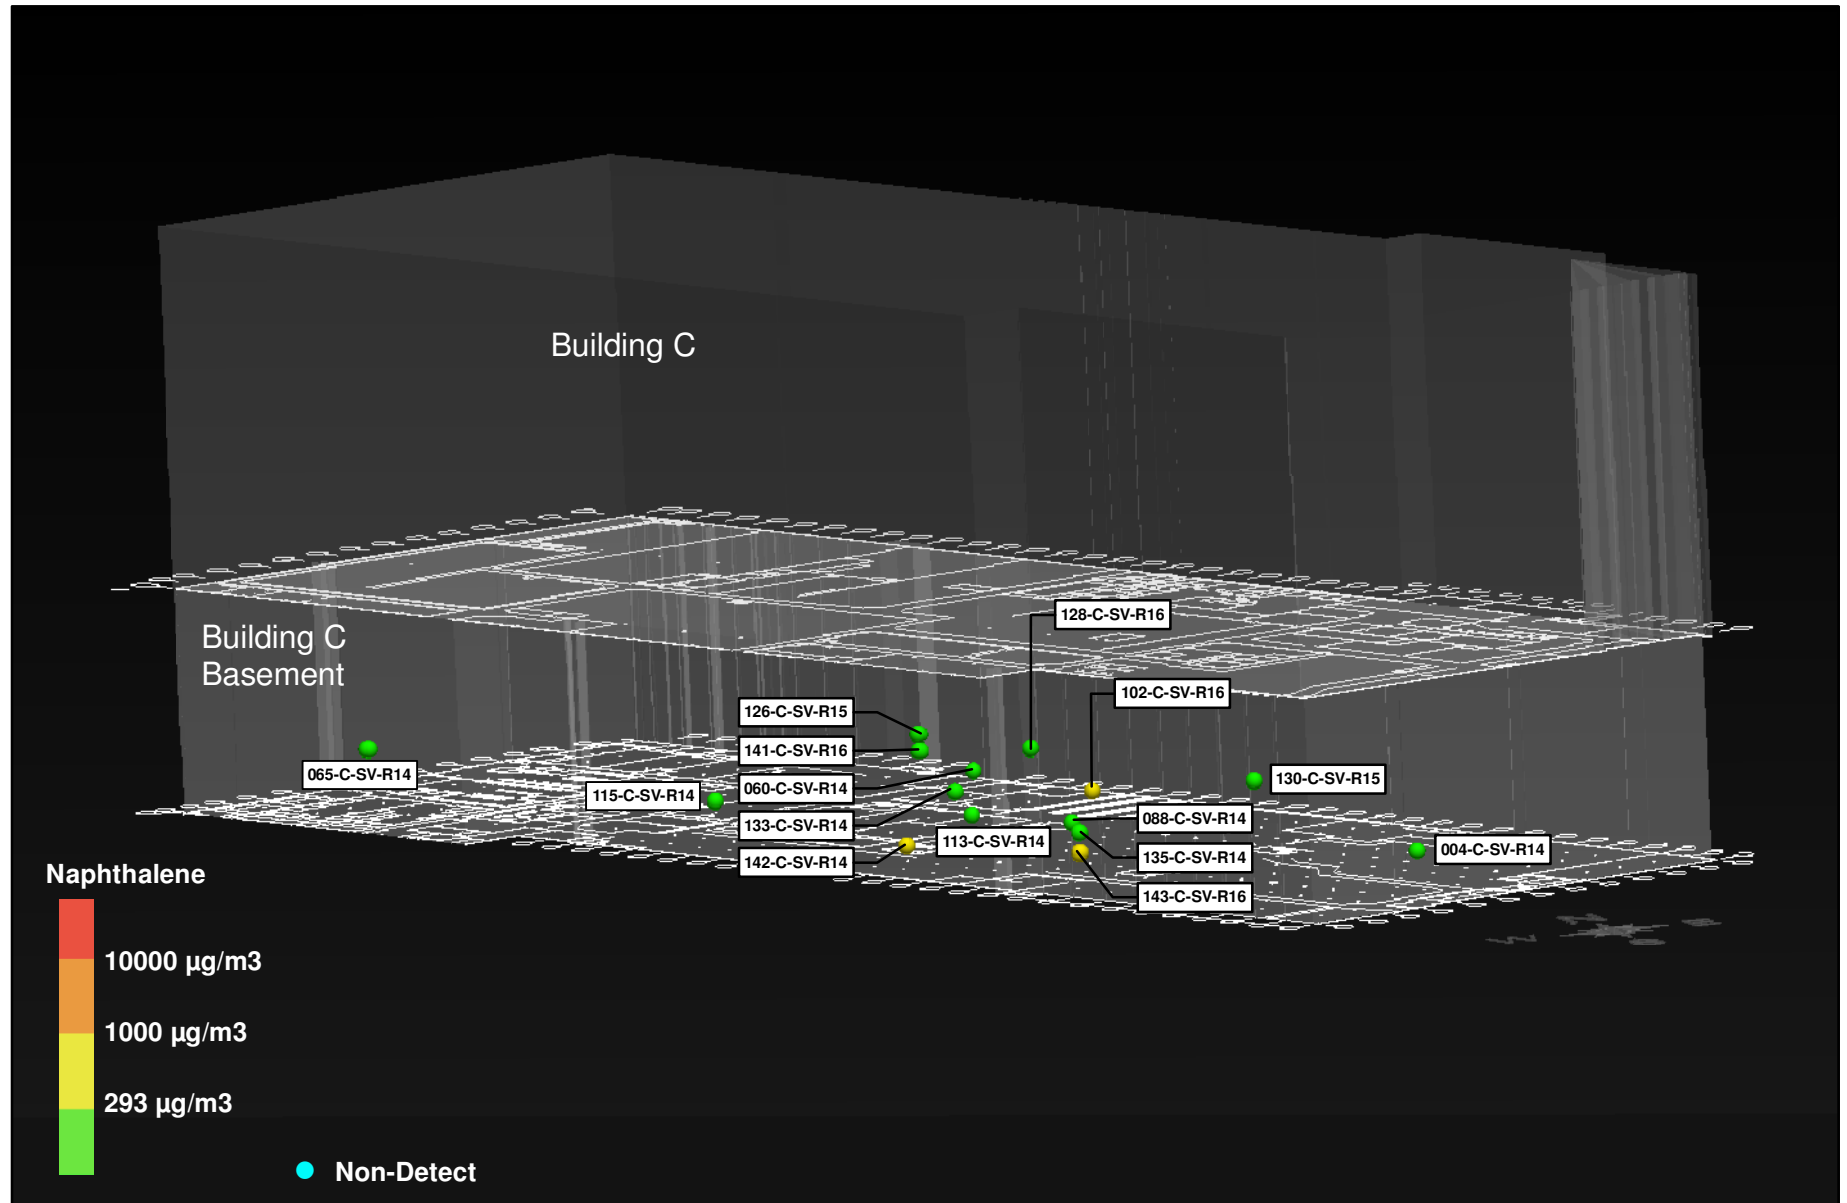 Building C
Building C
Basement
128-C-SV-R16
102-C-SV-R16
126-C-SV-R15
141-C-SV-R16
065-C-SV-R14
115-C-SV-R14
060-C-SV-R14
130-C-SV-R15
133-C-SV-R14
088-C-SV-R14
113-C-SV-R14
142-C-SV-R14
135-C-SV-R14
004-C-SV-R14
143-C-SV-R16
Naphthalene
10000 µg/m3
1000 µg/m3
293 µg/m3
Non-Detect